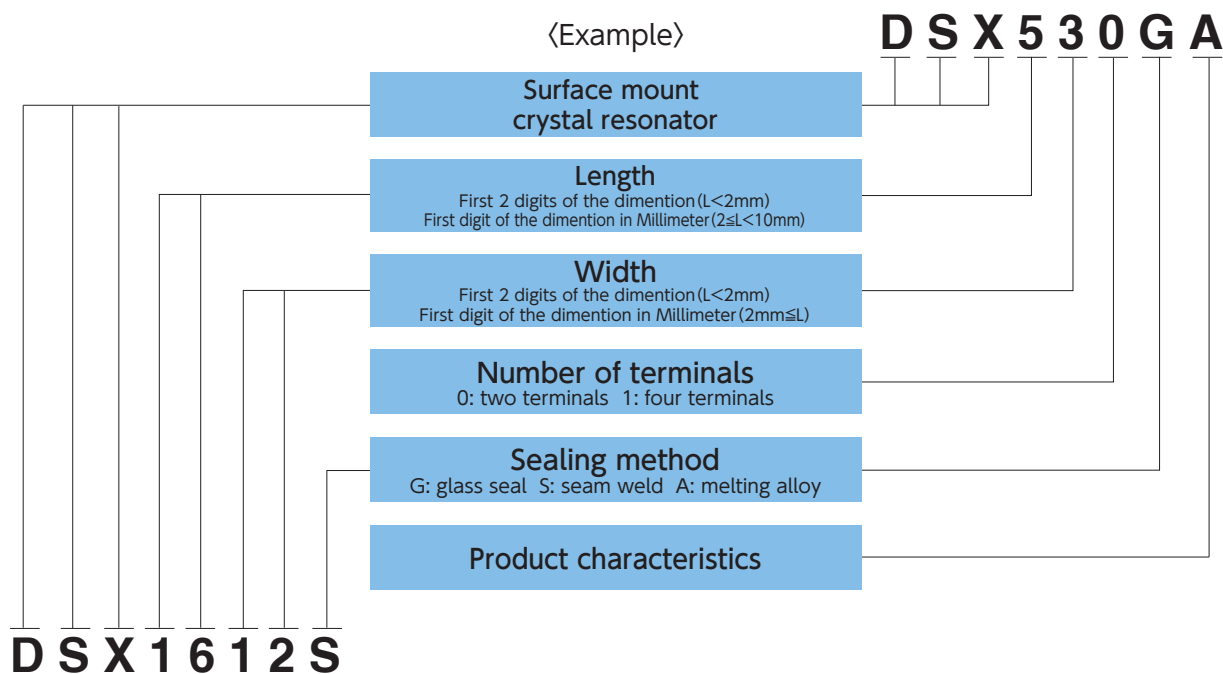 〈Example〉
D S X 5 3 0 G A
Surface mount
crystal resonator
Length
First 2 digits of the dimention(L<2mm)
First digit of the dimention in Millimeter(2≦L<10mm)
Width
First 2 digits of the dimention(L<2mm)
First digit of the dimention in Millimeter(2mm≦L)
Number of terminals
0: two terminals 1: four terminals
Sealing method
G: glass seal S: seam weld A: melting alloy
Product characteristics
D S X 1 6 1 2 S